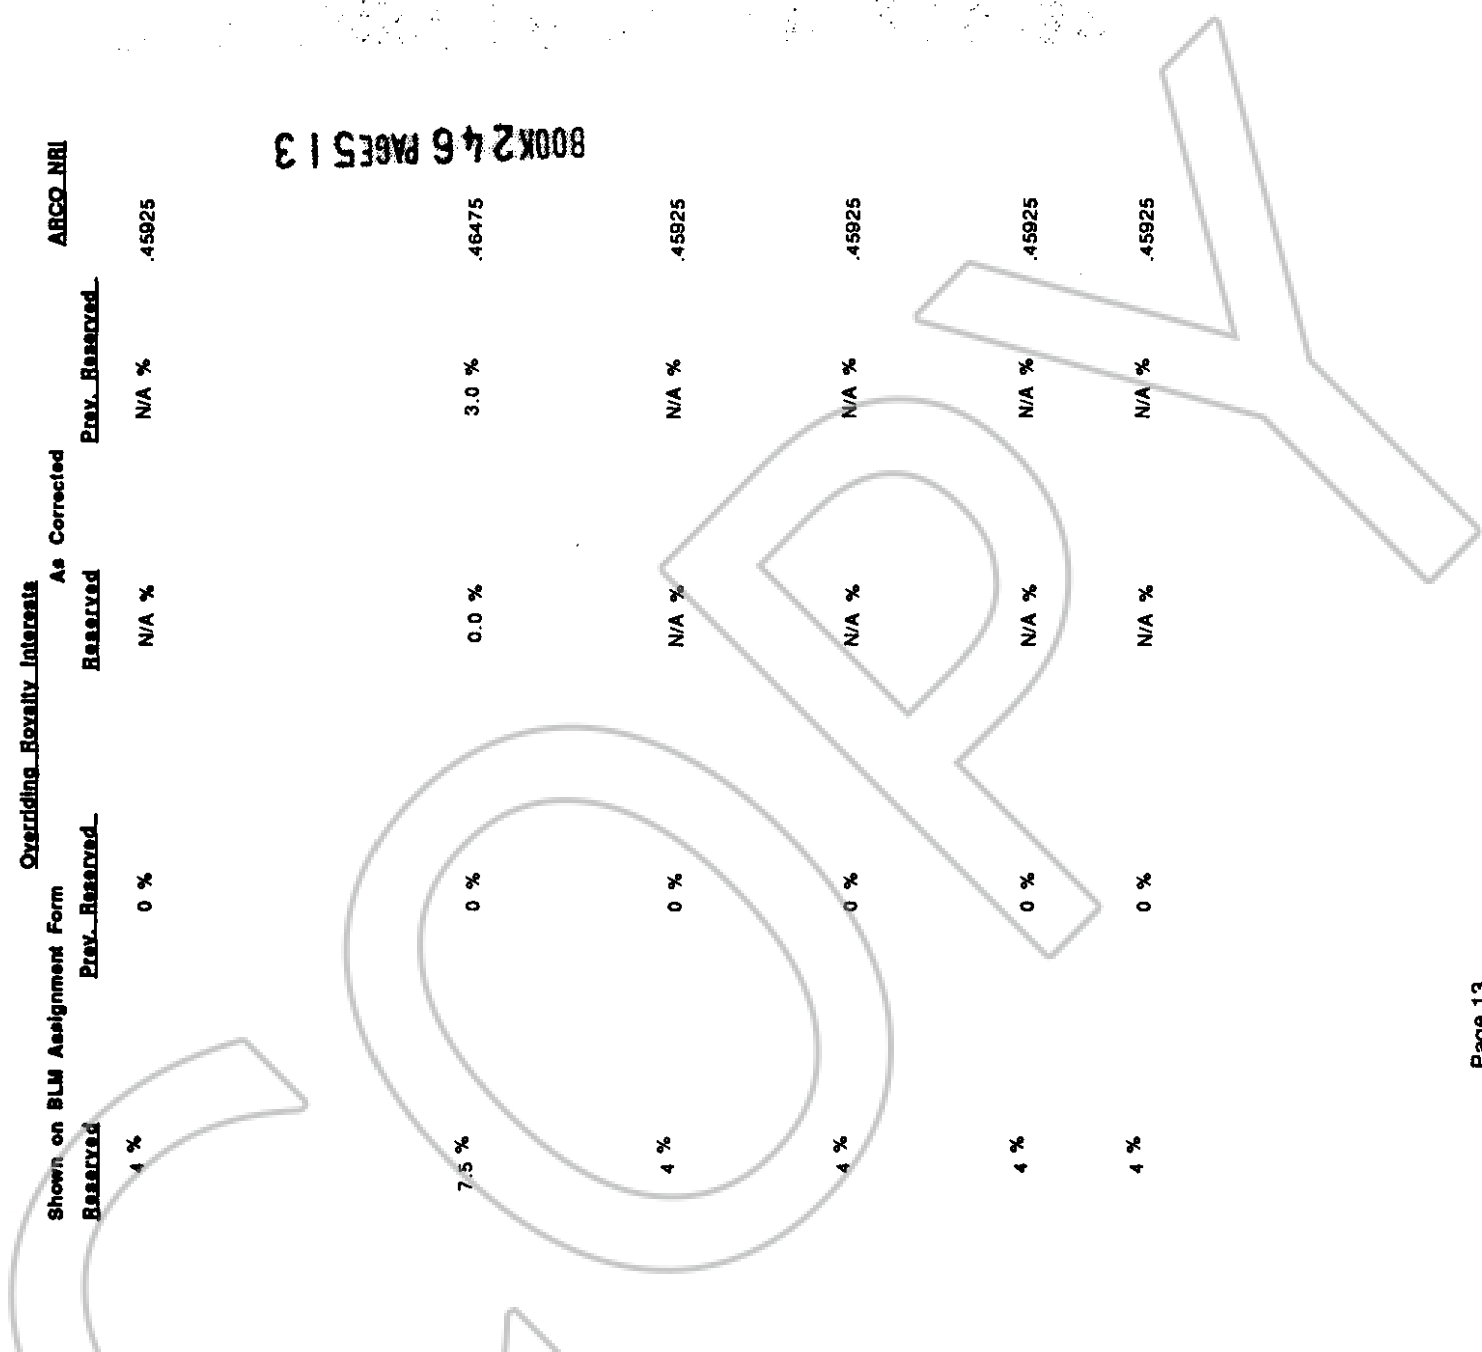 Overriding Royalty Interests
Shown on BLM Assignment Form As Corrected ARCO NRI
Reserved Prev. Reserved Reserved Prev. Reserved
4 % 0 % N/A % N/A % .45925
7.5 % 0 % 0.0 % 3.0 % .46475
4 % 0 % N/A % N/A % .45925
4 % 0 % N/A % N/A % .45925
4 % 0 % N/A % N/A % .45925
4 % 0 % N/A % N/A % .45925
Page 13
BOOK 246 PAGE 513
COPY